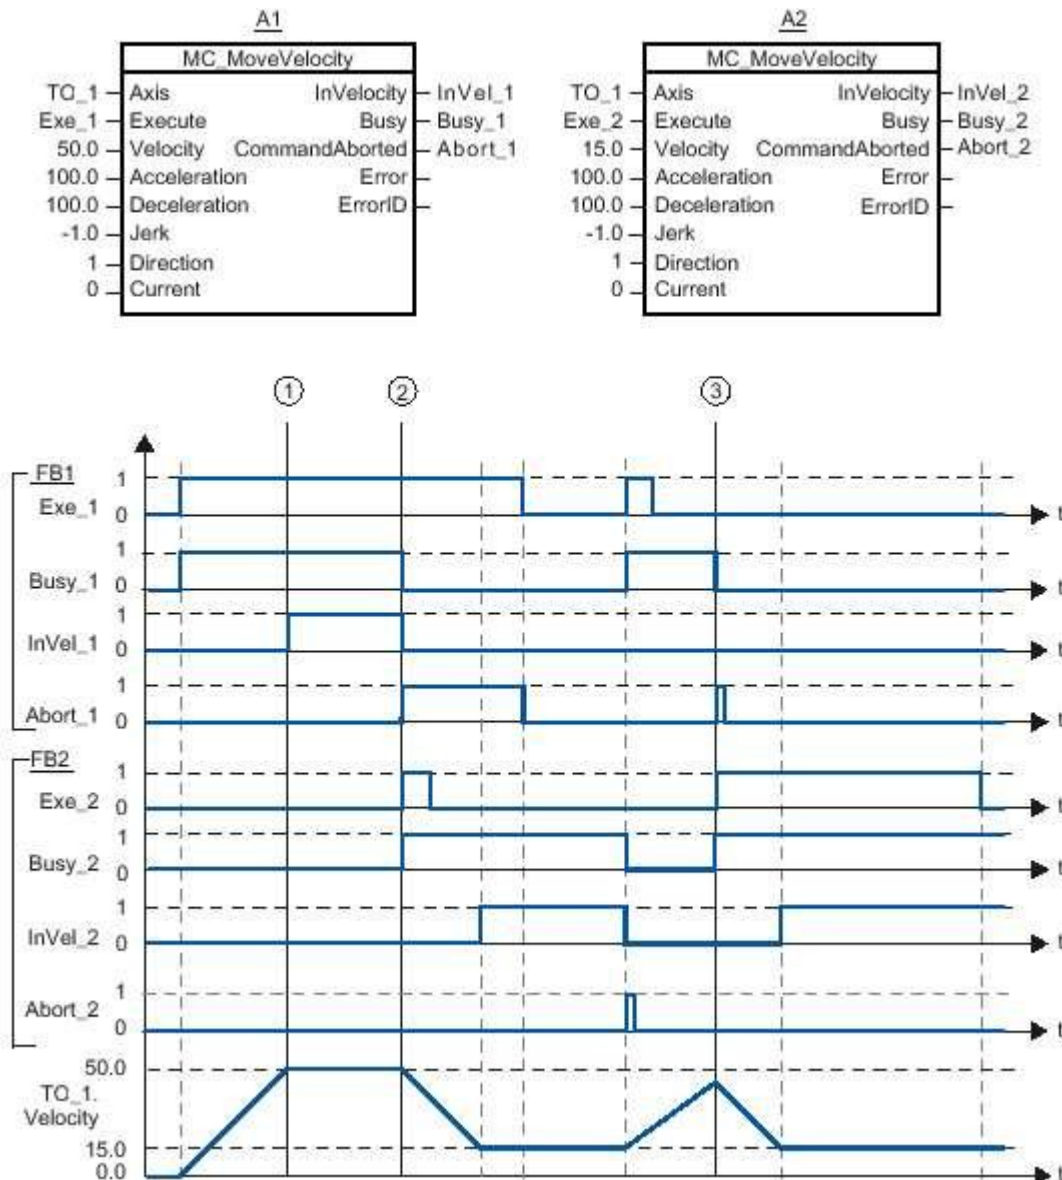 A1 A2
MC_MoveVelocity MC_MoveVelocity
TO_1 Axis InVelocity InVel_1 TO_1 Axis InVelocity InVel_2
Exe_1 Execute Busy Busy_1 Exe_2 Execute Busy Busy_2
50.0 Velocity CommandAborted Abort_1 15.0 Velocity CommandAborted Abort_2
100.0 Acceleration Error 100.0 Acceleration Error
100.0 Deceleration ErrorID 100.0 Deceleration ErrorID
-1.0 Jerk -1.0 Jerk
1 Direction 1 Direction
0 Current 0 Current
1 2 3
FB1
1
Exe_1 0 t
1
Busy_1 0 t
1
InVel_1 0 t
1
Abort_1 0 t
FB2
1
Exe_2 0 t
1
Busy_2 0 t
1
InVel_2 0 t
1
Abort_2 0 t
50.0
TO_1.
Velocity
15.0
0.0 t